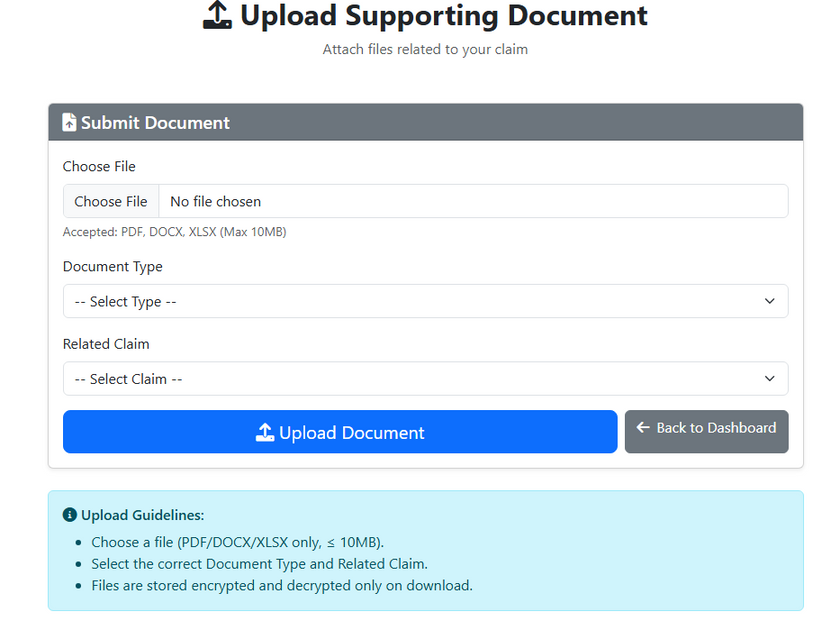 Upload Supporting Document
Attach files related to your claim
Submit Document
Choose File
Choose File No file chosen
Accepted: PDF, DOCX, XLSX (Max 10MB)
Document Type
-- Select Type --
Related Claim
-- Select Claim --
Upload Document
Back to Dashboard
Upload Guidelines:
Choose a file (PDF/DOCX/XLSX only, ≤ 10MB).
Select the correct Document Type and Related Claim.
Files are stored encrypted and decrypted only on download.